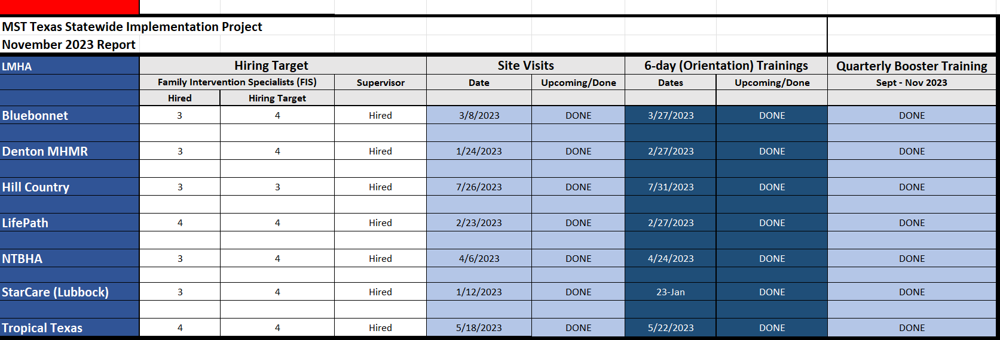 MST Texas Statewide Implementation Project
November 2023 Report
LMHA Hiring Target Site Visits 6-day (Orientation) Trainings Quarterly Booster Training
Family Intervention Specialists (FIS) Supervisor Date Upcoming/Done Dates Upcoming/Done Sept - Nov 2023
Hired Hiring Target
Bluebonnet 3 4 Hired 3/8/2023 DONE 3/27/2023 DONE DONE
Denton MHMR 3 4 Hired 1/24/2023 DONE 2/27/2023 DONE DONE
Hill Country 3 3 Hired 7/26/2023 DONE 7/31/2023 DONE DONE
LifePath 4 4 Hired 2/23/2023 DONE 2/27/2023 DONE DONE
NTBHA 3 4 Hired 4/6/2023 DONE 4/24/2023 DONE DONE
StarCare (Lubbock) 3 4 Hired 1/12/2023 DONE 23-Jan DONE DONE
Tropical Texas 4 4 Hired 5/18/2023 DONE 5/22/2023 DONE DONE